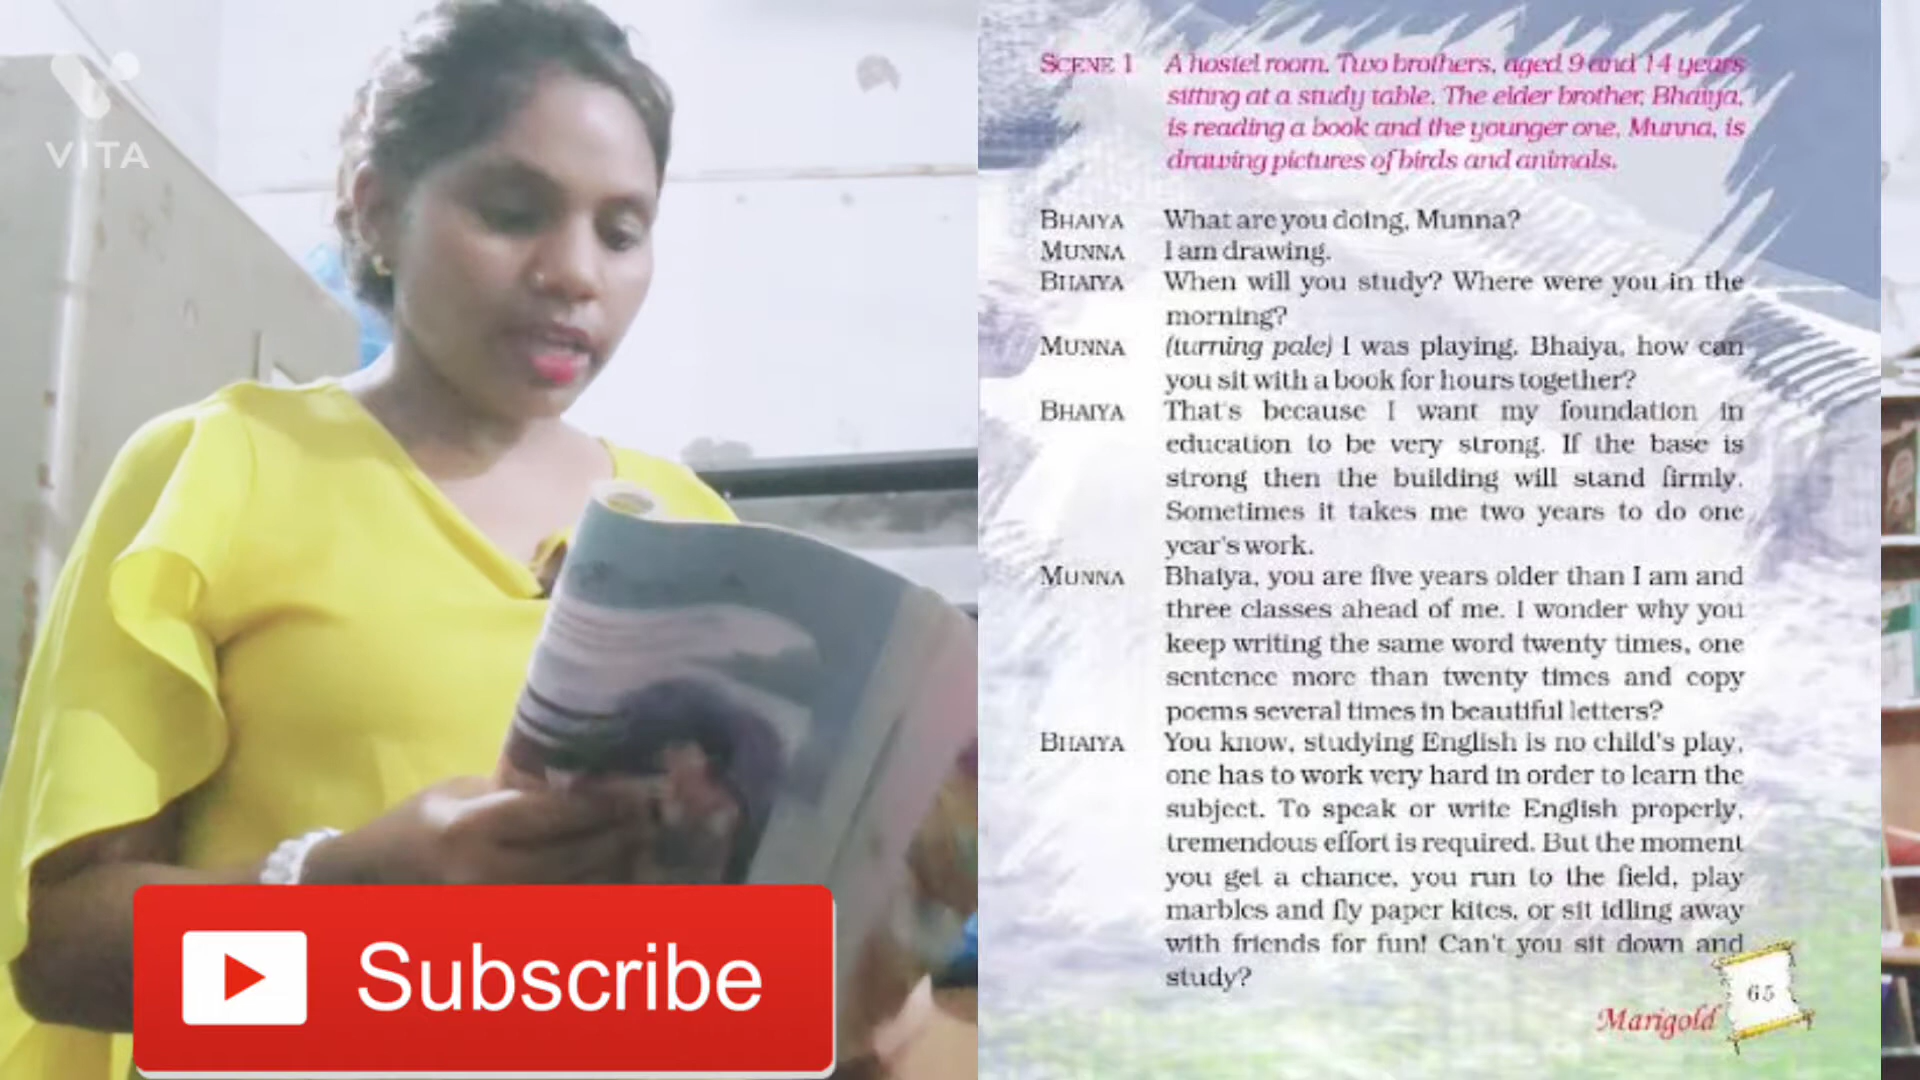 VITA
Subscribe
SCENE 1 A hostel room. Two brothers, aged 9 and 14 years
sitting at a study table. The elder brother, Bhaiya,
is reading a book and the younger one, Munna, is
drawing pictures of birds and animals.
BHAIYA What are you doing, Munna?
MUNNA I am drawing.
BHAIYA When will you study? Where were you in the
morning?
MUNNA (turning pale) I was playing. Bhaiya, how can
you sit with a book for hours together?
BHAIYA That's because I want my foundation in
education to be very strong. If the base is
strong then the building will stand firmly.
Sometimes it takes me two years to do one
year's work.
MUNNA Bhaiya, you are five years older than I am and
three classes ahead of me. I wonder why you
keep writing the same word twenty times, one
sentence more than twenty times and copy
poems several times in beautiful letters?
BHAIYA You know, studying English is no child's play,
one has to work very hard in order to learn the
subject. To speak or write English properly,
tremendous effort is required. But the moment
you get a chance, you run to the field, play
marbles and fly paper kites, or sit idling away
with friends for fun! Can't you sit down and
study?
65
Marigold